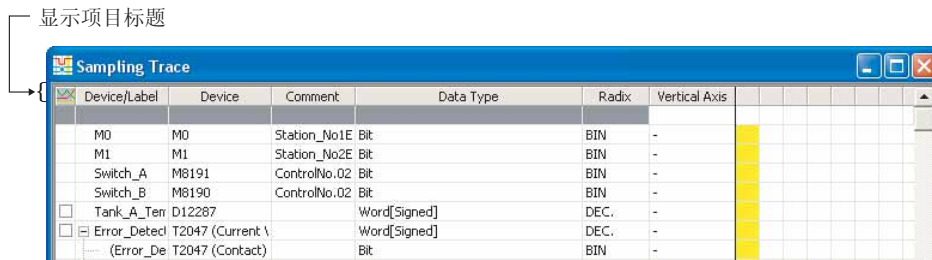 显示项目标题
Sampling Trace
Device/Label Device Comment Data Type Radix Vertical Axis
M0 M0 Station_No1E Bit BIN -
M1 M1 Station_No2E Bit BIN -
Switch_A M8191 ControlNo.02 Bit BIN -
Switch_B M8190 ControlNo.02 Bit BIN -
Tank_A_Tem D12287 Word[Signed] DEC. -
Error_Detec T2047 (Current Word[Signed] DEC. -
(Error_De T2047 (Contact) Bit BIN -